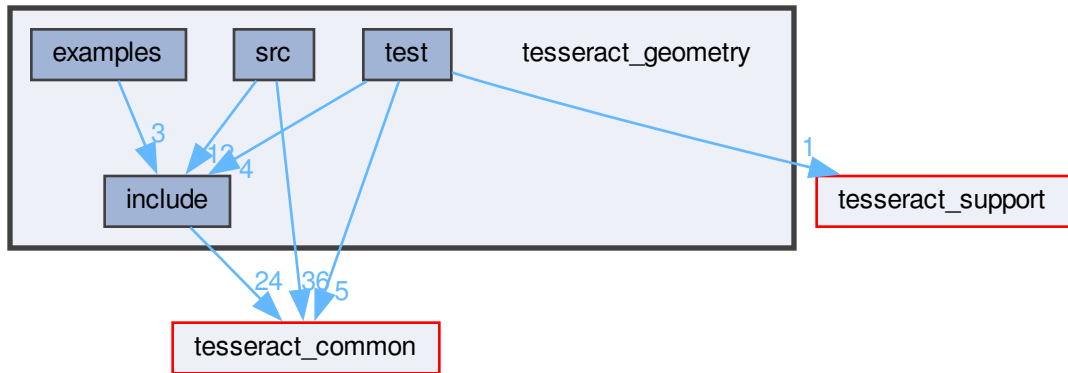 examples
src
test
tesseract_geometry
3
12
4
1
include
tesseract_support
24
36
5
tesseract_common